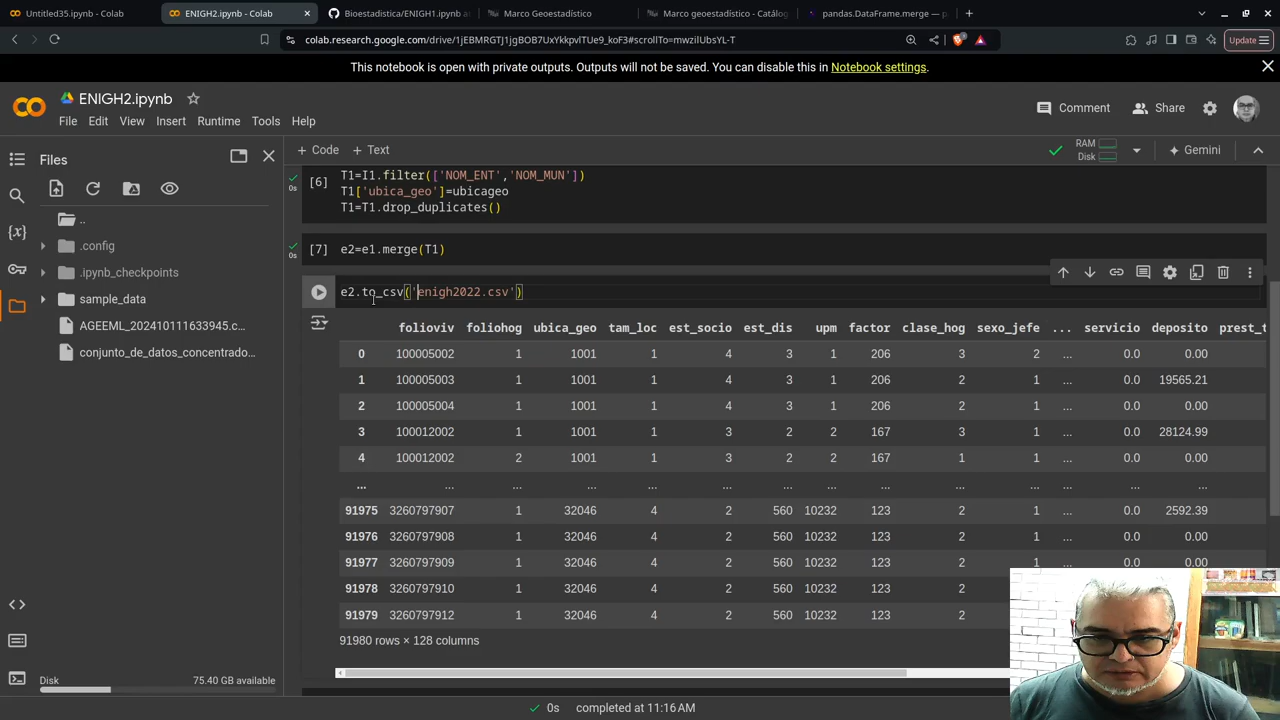 Untitled35.ipynb - Colab
ENIGH2.ipynb - Colab
Bioestadistica/ENIGH1.ipynb a
Marco Geoestadístico
Marco geoestadístico - Catálo
pandas.DataFrame.merge — p
colab.research.google.com/drive/1jEBMRGTJ1jgBOB7UxYkkpvlTUe9_koF3#scrollTo=mwziIUbsYL-T
Update
This notebook is open with private outputs. Outputs will not be saved. You can disable this in Notebook settings.
ENIGH2.ipynb
File Edit View Insert Runtime Tools Help
Comment Share
Files
+ Code + Text
RAM
Disk
Gemini
..
.config
.ipynb_checkpoints
sample_data
AGEEML_202410111633945.c...
conjunto_de_datos_concentrado...
0s [6] T1=I1.filter(['NOM_ENT','NOM_MUN'])
T1['ubica_geo']=ubicageo
T1=T1.drop_duplicates()
0s [7] e2=e1.merge(T1)
e2.to_csv('enigh2022.csv')
folioviv foliohog ubica_geo tam_loc est_socio est_dis upm factor clase_hog sexo_jefe ... servicio deposito prest_t
0 100005002 1 1001 1 4 3 1 206 3 2 ... 0.0 0.00
1 100005003 1 1001 1 4 3 1 206 2 1 ... 0.0 19565.21
2 100005004 1 1001 1 4 3 1 206 2 1 ... 0.0 0.00
3 100012002 1 1001 1 3 2 2 167 3 1 ... 0.0 28124.99
4 100012002 2 1001 1 3 2 2 167 1 1 ... 0.0 0.00
... ... ... ... ... ... ... ... ... ... ... ... ... ...
91975 3260797907 1 32046 4 2 560 10232 123 2 1 ... 0.0 2592.39
91976 3260797908 1 32046 4 2 560 10232 123 2 1 ... 0.0 0.00
91977 3260797909 1 32046 4 2 560 10232 123 2 1 ... 0.0 0.00
91978 3260797910 1 32046 4 2 560 10232 123 2
91979 3260797912 1 32046 4 2 560 10232 123 2
91980 rows × 128 columns
Disk 75.40 GB available
0s completed at 11:16 AM